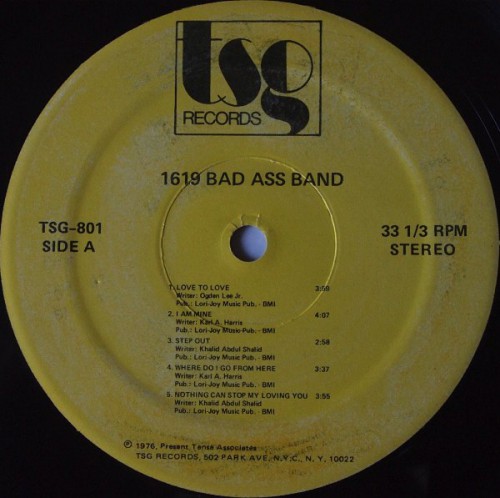 tsg
RECORDS
1619 BAD ASS BAND
TSG-801
SIDE A
33 1/3 RPM
STEREO
1. LOVE TO LOVE 3:59
Writer: Ogden Lee Jr.
Pub.: Lori-Joy Music Pub. - BMI
2. I AM MINE 4:07
Writer: Karl A. Harris
Pub.: Lori-Joy Music-Pub. - BMI
3. STEP OUT 2:58
Writer: Khalid Abdul Shalid
Pub.: Lori-Joy Music Pub. - BMI
4. WHERE DO I GO FROM HERE 3:37
Writer: Karl A. Harris
Pub.: Lori-Joy Music Pub. - BMI
5. NOTHING CAN STOP MY LOVING YOU 3:55
Writer: Khalid Abdul Shalid
Pub.: Lori-Joy Music Pub. - BMI
℗ 1976, Present Tense Associates
TSG RECORDS, 502 PARK AVE, N.Y.C., N. Y. 10022